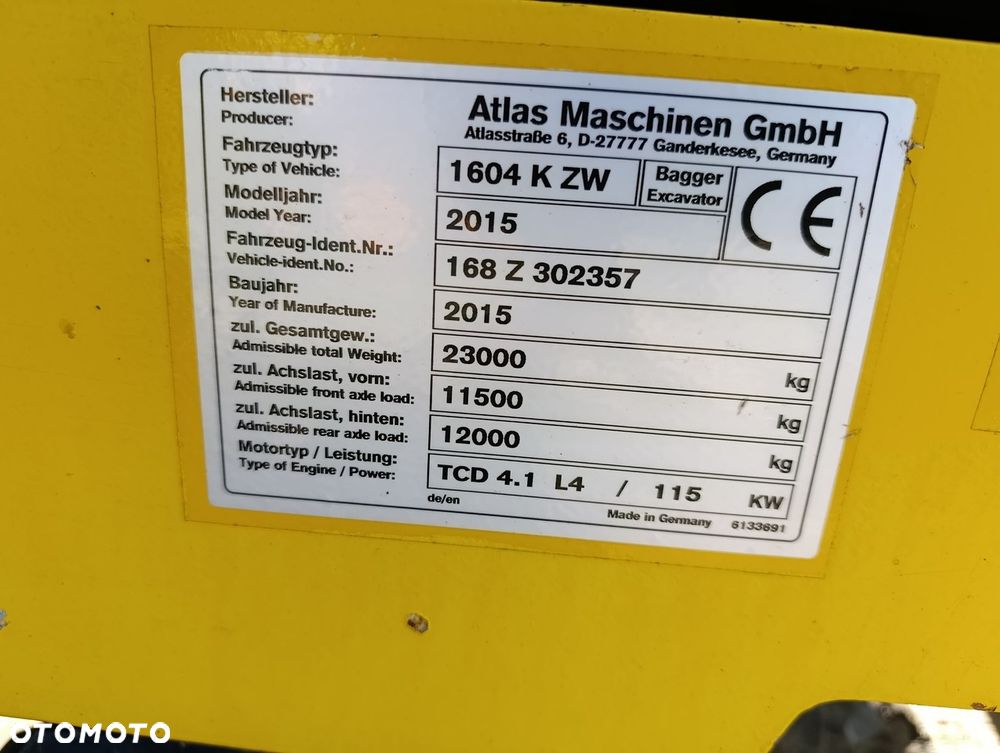 Hersteller:
Producer:
Atlas Maschinen GmbH
Atlasstraße 6, D-27777 Ganderkesee, Germany
Fahrzeugtyp:
Type of Vehicle:
1604 K ZW
Bagger
Excavator
CE
Modelljahr:
Model Year:
2015
Fahrzeug-Ident.Nr.:
Vehicle-ident.No.:
168 Z 302357
Baujahr:
Year of Manufacture:
2015
zul. Gesamtgew.:
Admissible total Weight:
23000 kg
zul. Achslast, vorn:
Admissible front axle load:
11500 kg
zul. Achslast, hinten:
Admissible rear axle load:
12000 kg
Motortyp / Leistung:
Type of Engine / Power:
TCD 4.1 L4 / 115 KW
de/en
Made in Germany 6133691
OTOMOTO